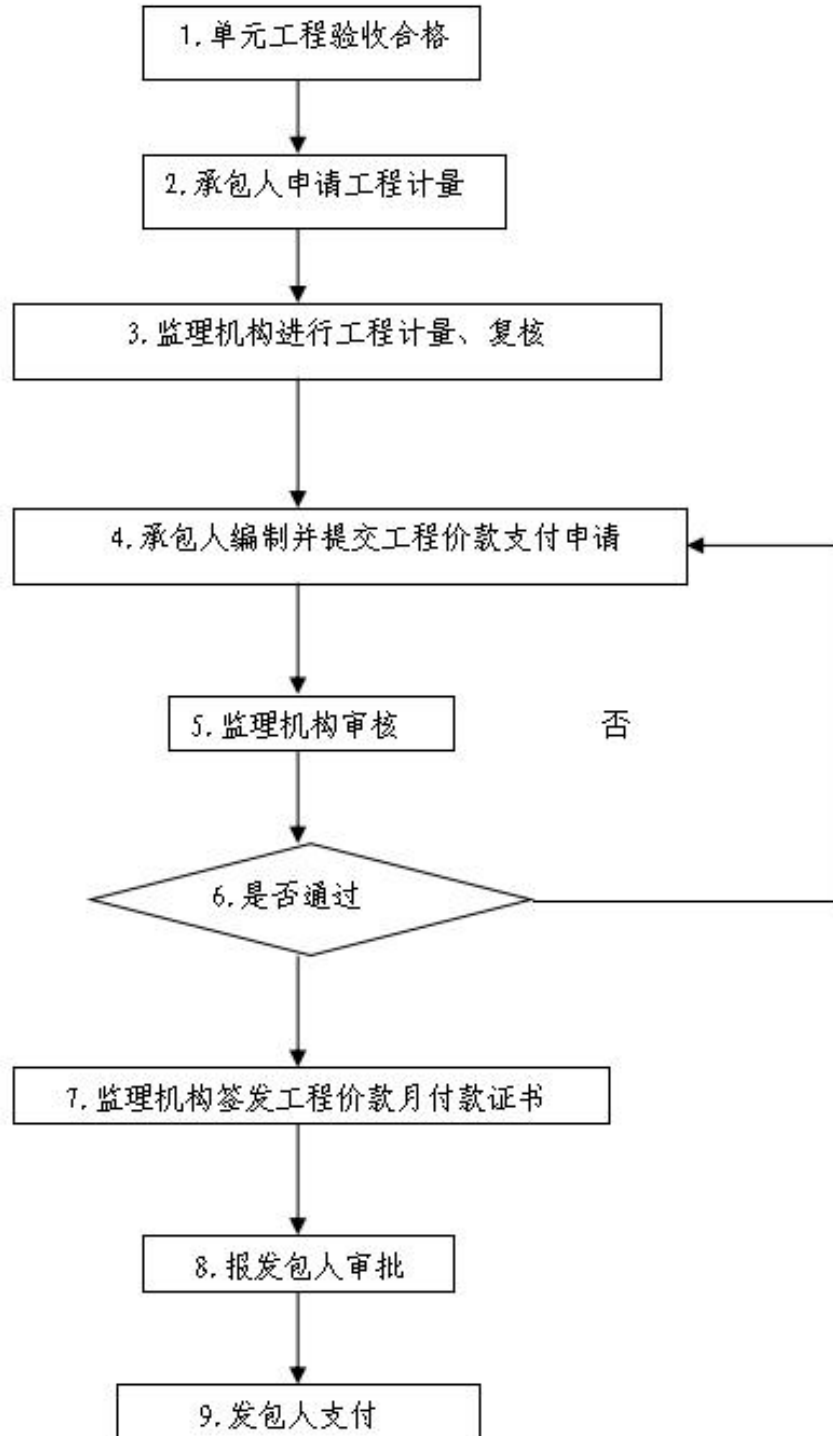 1.单元工程验收合格
2.承包人申请工程计量
3.监理机构进行工程计量、复核
4.承包人编制并提交工程价款支付申请
5.监理机构审核
否
6.是否通过
7.监理机构签发工程价款月付款证书
8.报发包人审批
9.发包人支付